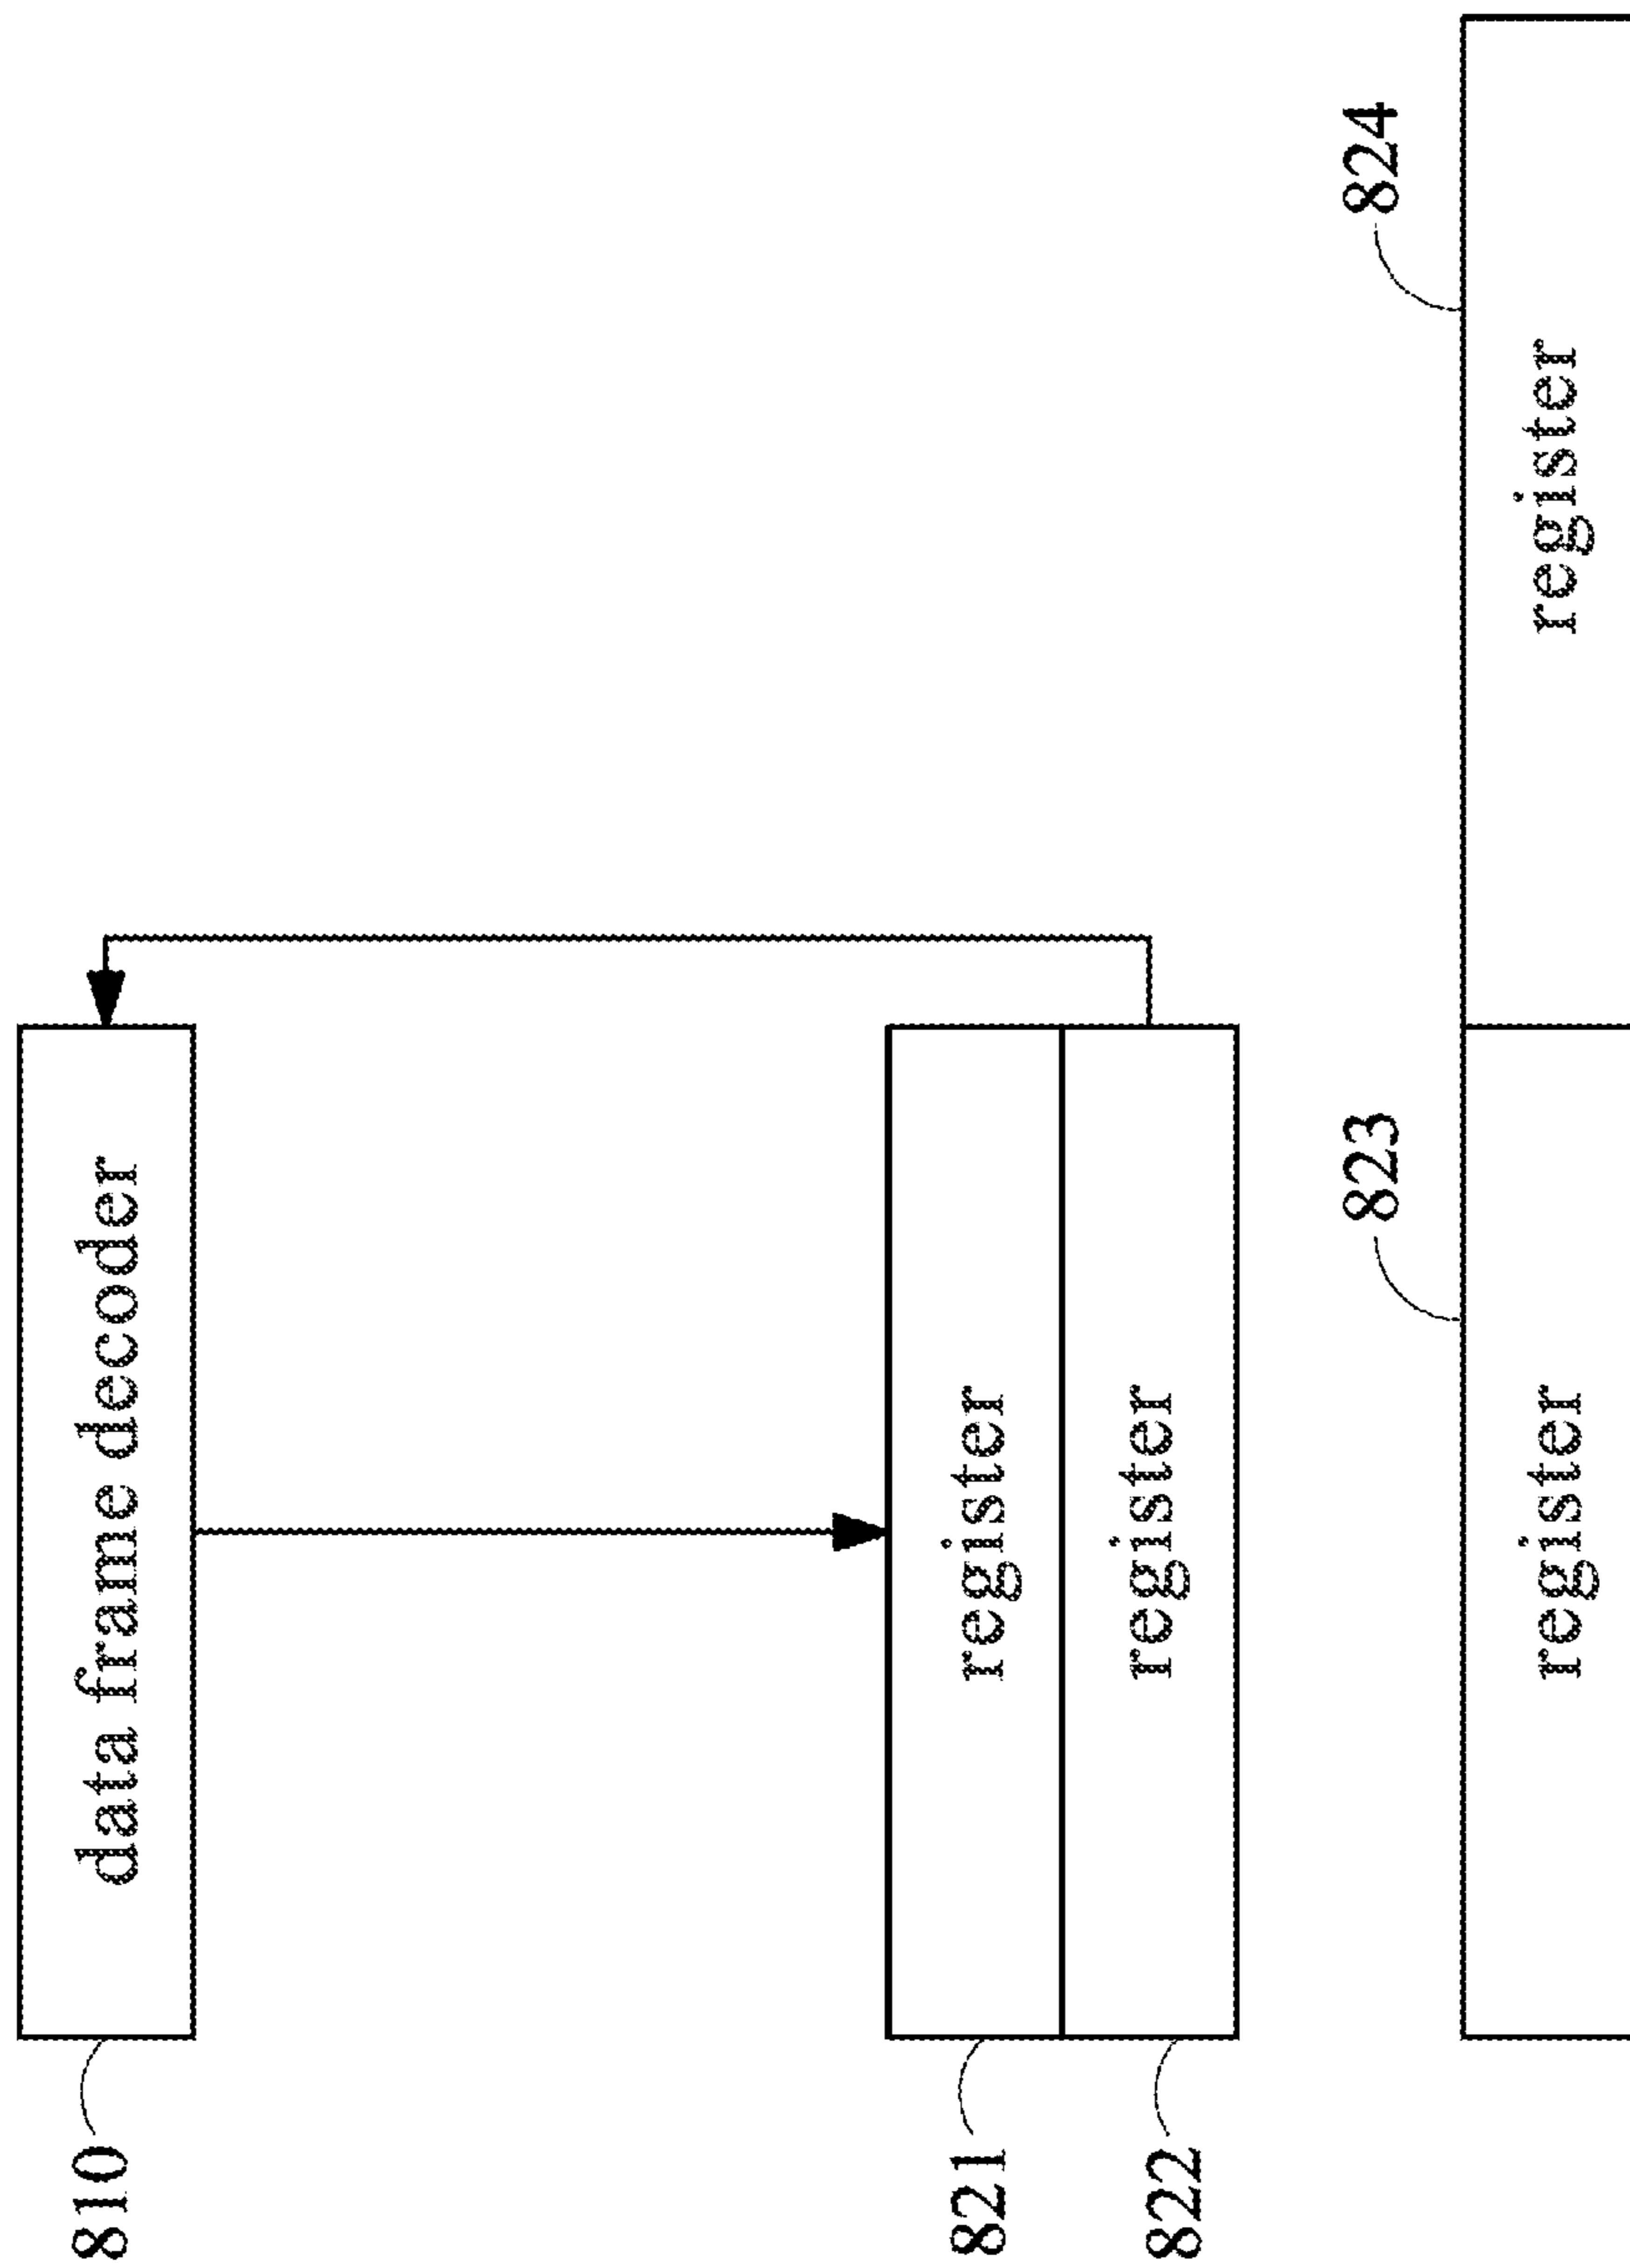 810
data frame decoder
821
register
822
register
823
register
824
register